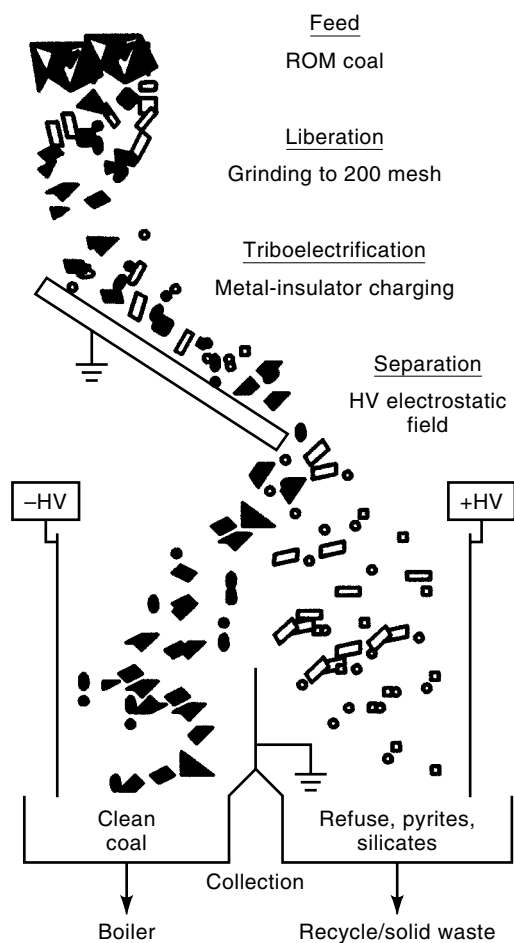 Feed
ROM coal
Liberation
Grinding to 200 mesh
Triboelectrification
Metal-insulator charging
Separation
HV electrostatic
field
–HV
+HV
Clean
coal
Refuse, pyrites,
silicates
Collection
Boiler
Recycle/solid waste